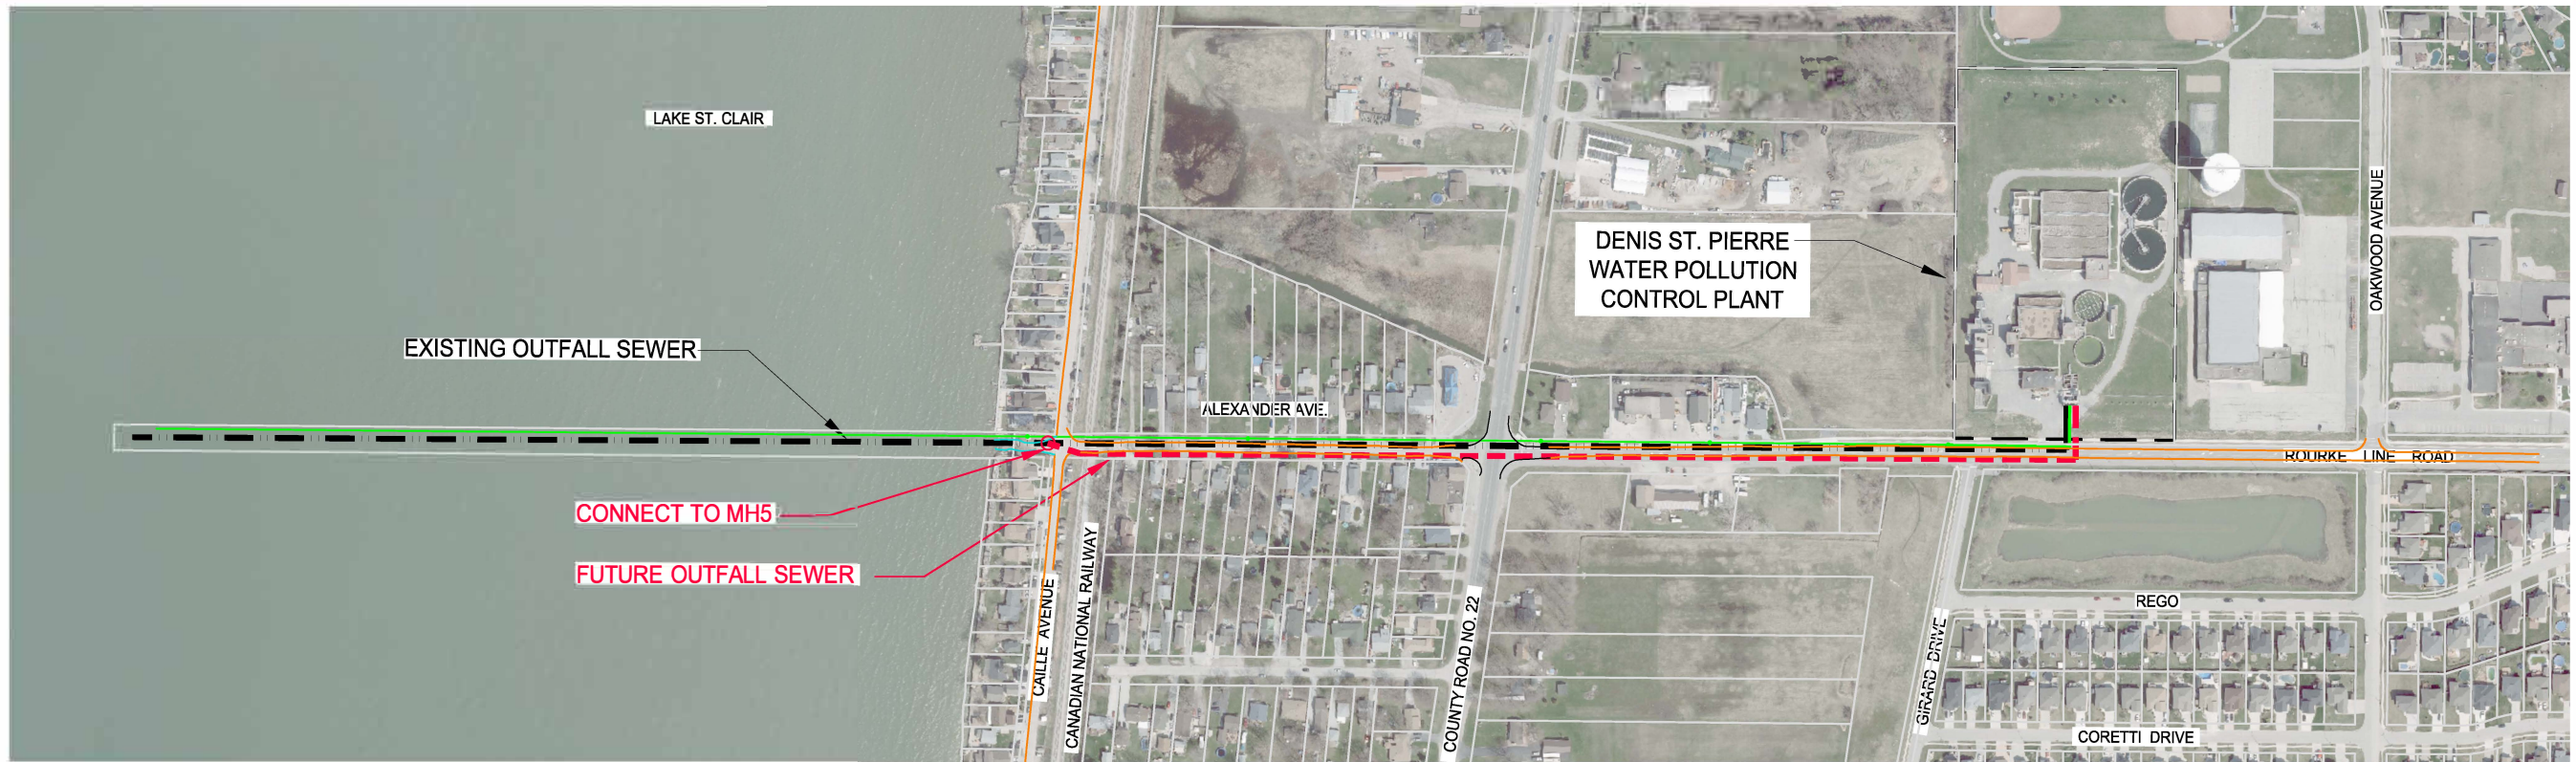 LAKE ST. CLAIR
DENIS ST. PIERRE
WATER POLLUTION
CONTROL PLANT
OAKWOOD AVENUE
EXISTING OUTFALL SEWER
ALEXANDER AVE.
ROURKE LINE ROAD
CONNECT TO MH5
FUTURE OUTFALL SEWER
CAILLE AVENUE
CANADIAN NATIONAL RAILWAY
COUNTY ROAD NO. 22
GIRARD DRIVE
REGO
CORETTI DRIVE